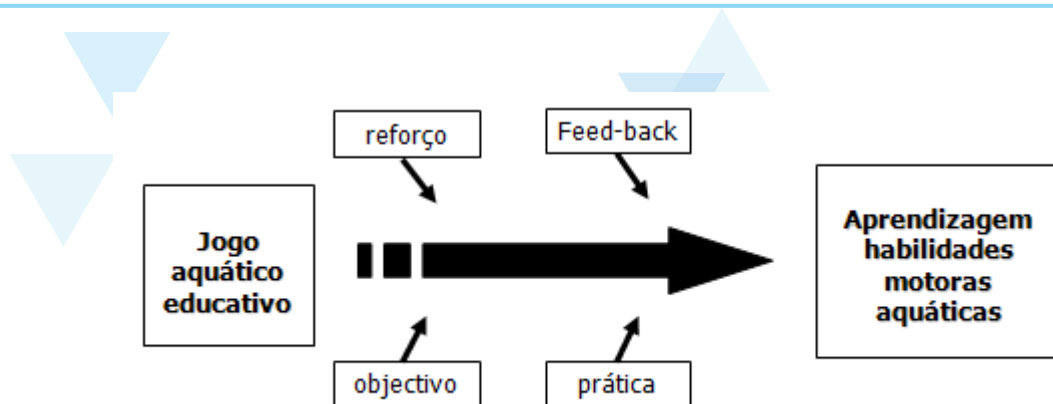 reforço
Feed-back
Jogo
aquático
educativo
Aprendizagem
habilidades
motoras
aquáticas
objectivo
prática